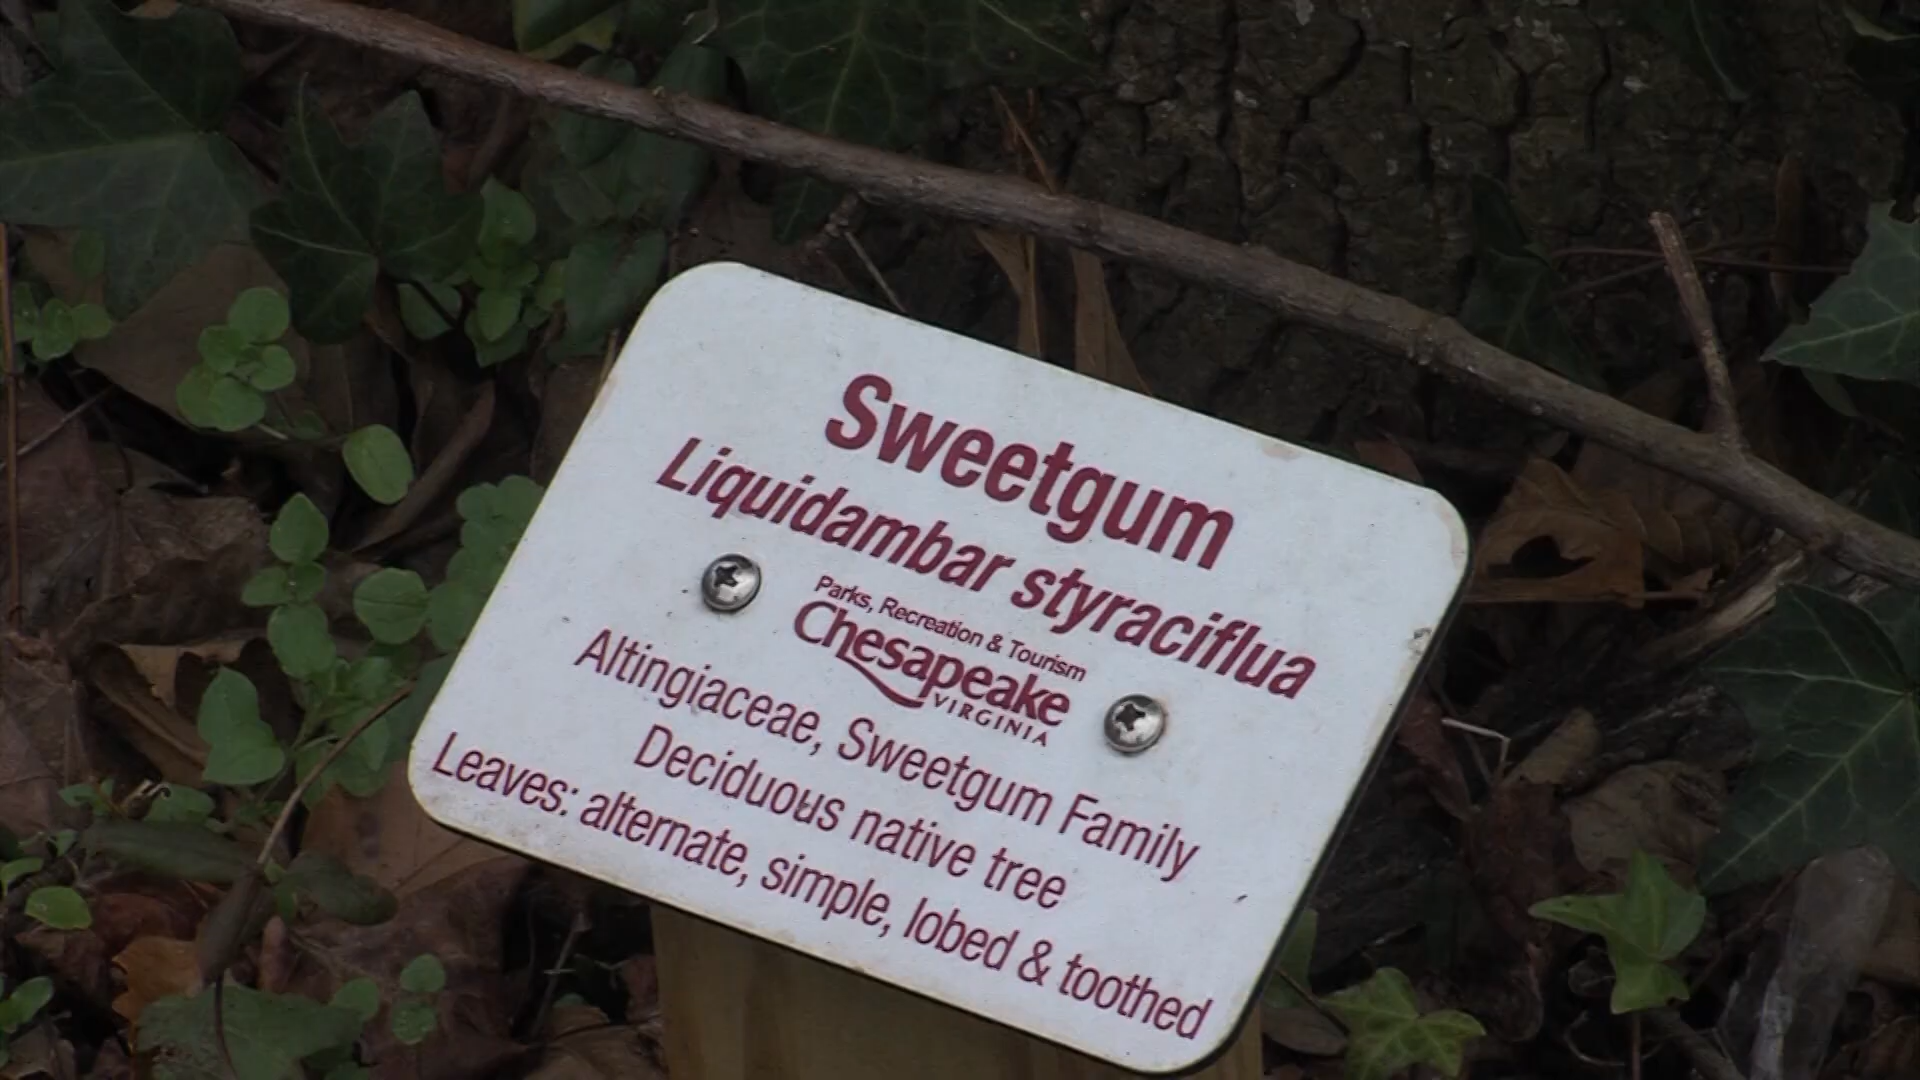 Sweetgum
Liquidambar styraciflua
Parks, Recreation & Tourism
Chesapeake
VIRGINIA
Altingiaceae, Sweetgum Family
Deciduous native tree
Leaves: alternate, simple, lobed & toothed